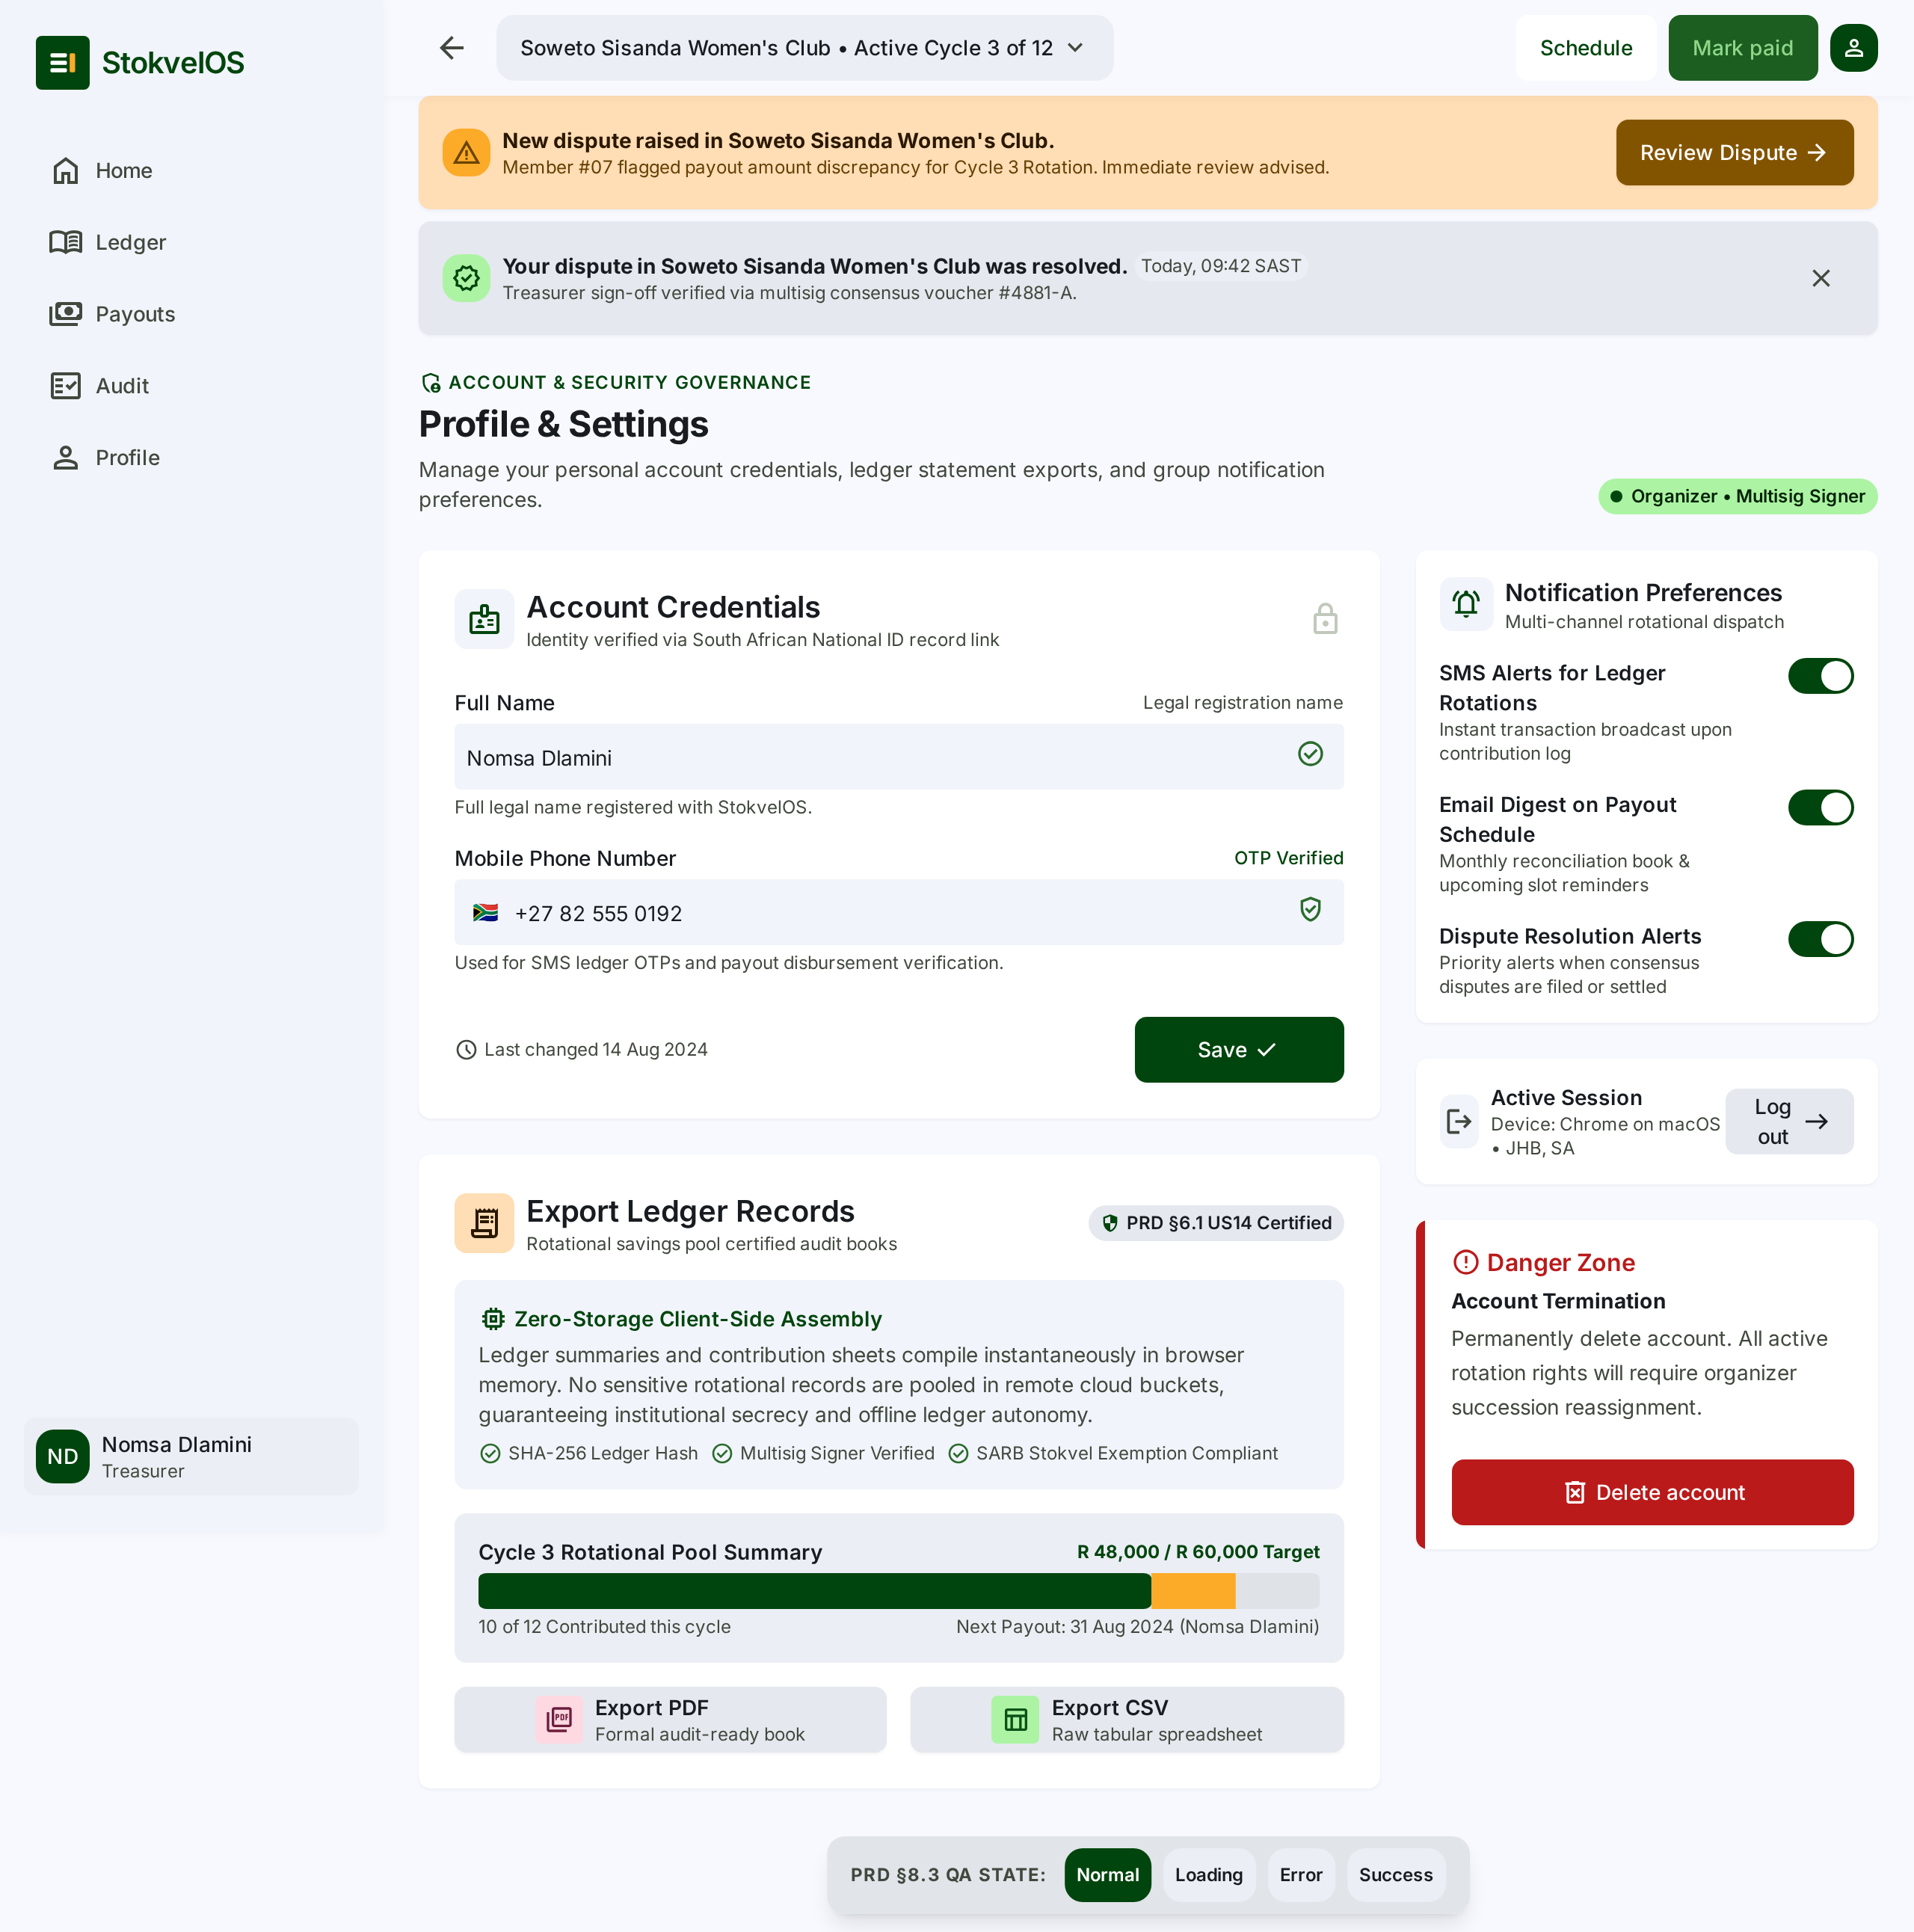 StokvelOS
Home
Ledger
Payouts
Audit
Profile
ND
Nomsa Dlamini
Treasurer
Soweto Sisanda Women's Club • Active Cycle 3 of 12
Schedule
Mark paid
New dispute raised in Soweto Sisanda Women's Club.
Member #07 flagged payout amount discrepancy for Cycle 3 Rotation. Immediate review advised.
Review Dispute
Your dispute in Soweto Sisanda Women's Club was resolved. Today, 09:42 SAST
Treasurer sign-off verified via multisig consensus voucher #4881-A.
ACCOUNT & SECURITY GOVERNANCE
Profile & Settings
Manage your personal account credentials, ledger statement exports, and group notification
preferences.
Organizer • Multisig Signer
Account Credentials
Identity verified via South African National ID record link
Full Name
Legal registration name
Nomsa Dlamini
Full legal name registered with StokvelOS.
Mobile Phone Number
OTP Verified
+27 82 555 0192
Used for SMS ledger OTPs and payout disbursement verification.
Last changed 14 Aug 2024
Save
Export Ledger Records
Rotational savings pool certified audit books
PRD §6.1 US14 Certified
Zero-Storage Client-Side Assembly
Ledger summaries and contribution sheets compile instantaneously in browser
memory. No sensitive rotational records are pooled in remote cloud buckets,
guaranteeing institutional secrecy and offline ledger autonomy.
SHA-256 Ledger Hash
Multisig Signer Verified
SARB Stokvel Exemption Compliant
Cycle 3 Rotational Pool Summary
R 48,000 / R 60,000 Target
10 of 12 Contributed this cycle
Next Payout: 31 Aug 2024 (Nomsa Dlamini)
PDF
Export PDF
Formal audit-ready book
Export CSV
Raw tabular spreadsheet
Notification Preferences
Multi-channel rotational dispatch
SMS Alerts for Ledger
Rotations
Instant transaction broadcast upon
contribution log
Email Digest on Payout
Schedule
Monthly reconciliation book &
upcoming slot reminders
Dispute Resolution Alerts
Priority alerts when consensus
disputes are filed or settled
Active Session
Device: Chrome on macOS
• JHB, SA
Log
out
Danger Zone
Account Termination
Permanently delete account. All active
rotation rights will require organizer
succession reassignment.
Delete account
PRD §8.3 QA STATE:
Normal
Loading
Error
Success